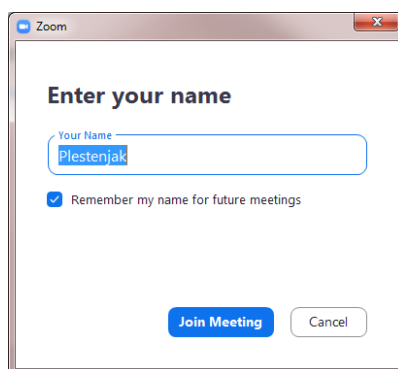 Zoom
Enter your name
Your Name
Plestenjak
Remember my name for future meetings
Join Meeting Cancel